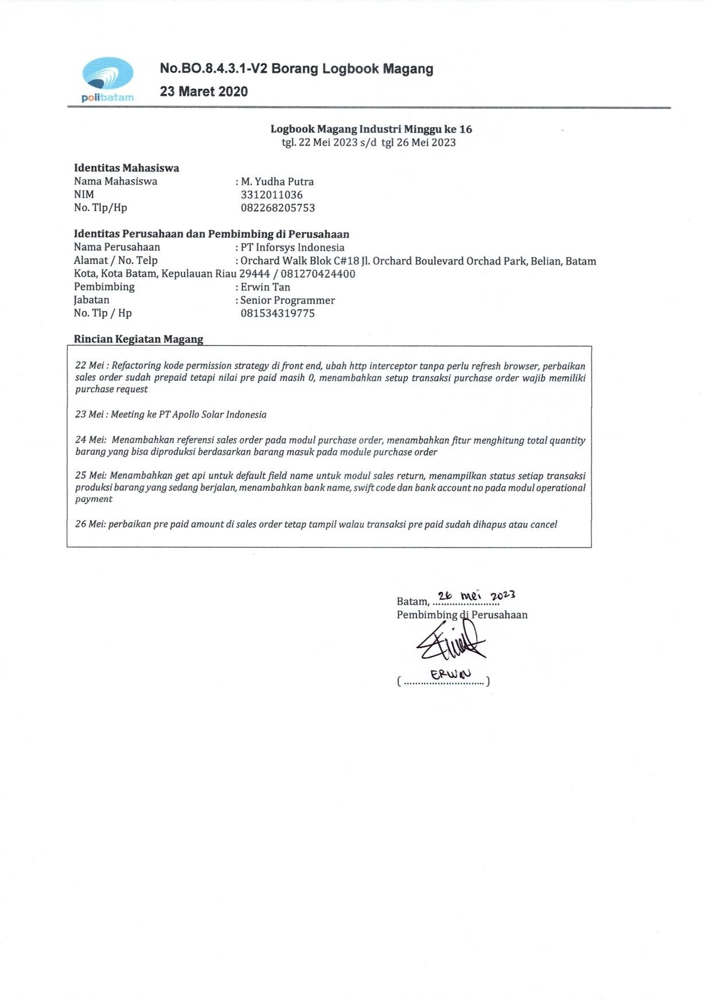 polibatam
No.BO.8.4.3.1-V2 Borang Logbook Magang
23 Maret 2020
Logbook Magang Industri Minggu ke 16
tgl. 22 Mei 2023 s/d tgl 26 Mei 2023
Identitas Mahasiswa
Nama Mahasiswa : M. Yudha Putra
NIM 3312011036
No. Tlp/Hp 082268205753
Identitas Perusahaan dan Pembimbing di Perusahaan
Nama Perusahaan : PT Inforsys Indonesia
Alamat / No. Telp : Orchard Walk Blok C#18 Jl. Orchard Boulevard Orchad Park, Belian, Batam
Kota, Kota Batam, Kepulauan Riau 29444 / 081270424400
Pembimbing : Erwin Tan
Jabatan : Senior Programmer
No. Tlp / Hp 081534319775
Rincian Kegiatan Magang
22 Mei : Refactoring kode permission strategy di front end, ubah http interceptor tanpa perlu refresh browser, perbaikan
sales order sudah prepaid tetapi nilai pre paid masih 0, menambahkan setup transaksi purchase order wajib memiliki
purchase request
23 Mei : Meeting ke PT Apollo Solar Indonesia
24 Mei: Menambahkan referensi sales order pada modul purchase order, menambahkan fitur menghitung total quantity
barang yang bisa diproduksi berdasarkan barang masuk pada module purchase order
25 Mei: Menambahkan get api untuk default field name untuk modul sales return, menampilkan status setiap transaksi
produksi barang yang sedang berjalan, menambahkan bank name, swift code dan bank account no pada modul operational
payment
26 Mei: perbaikan pre paid amount di sales order tetap tampil walau transaksi pre paid sudah dihapus atau cancel
Batam, 26 Mei 2023
Pembimbing di Perusahaan
( ERWIN )